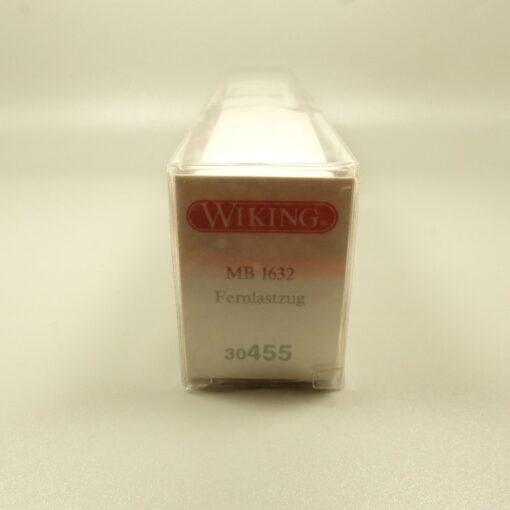 WIKING®
MB 1632
Fernlastzug
30455